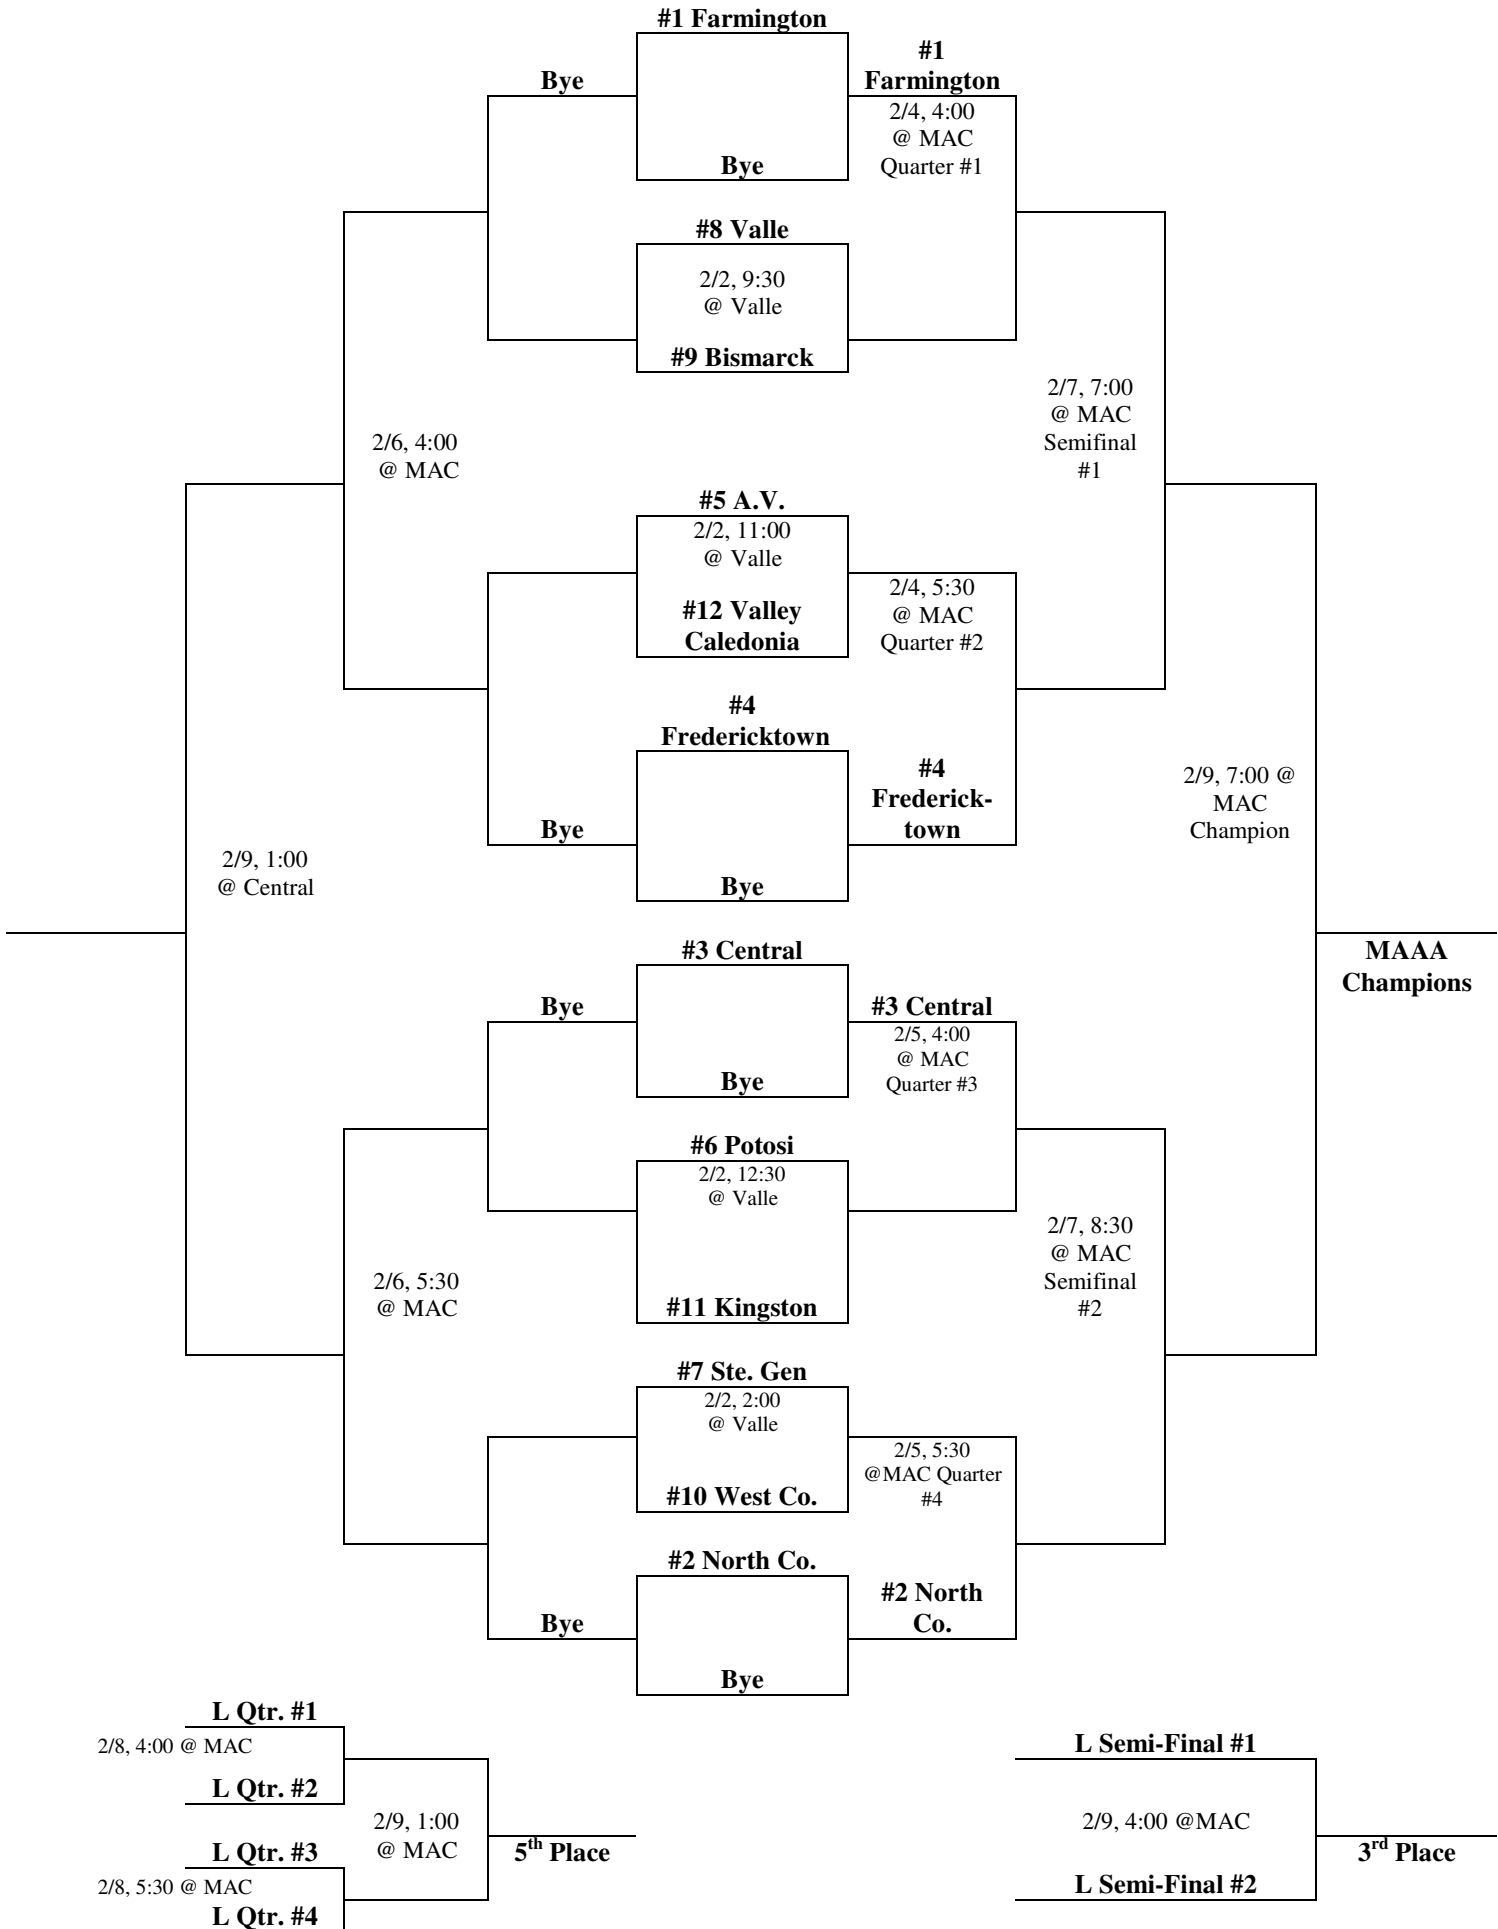 #1 Farmington
#1
Farmington
Bye
2/4, 4:00
@ MAC
Quarter #1
Bye
#8 Valle
2/2, 9:30
@ Valle
#9 Bismarck
2/7, 7:00
@ MAC
Semifinal
#1
2/6, 4:00
@ MAC
#5 A.V.
2/2, 11:00
@ Valle
#12 Valley
Caledonia
2/4, 5:30
@ MAC
Quarter #2
#4
Fredericktown
#4
Frederick-
town
Bye
Bye
2/9, 7:00 @
MAC
Champion
2/9, 1:00
@ Central
MAAA
Champions
#3 Central
Bye
#3 Central
2/5, 4:00
@ MAC
Quarter #3
Bye
#6 Potosi
2/2, 12:30
@ Valle
#11 Kingston
2/7, 8:30
@ MAC
Semifinal
#2
2/6, 5:30
@ MAC
#7 Ste. Gen
2/2, 2:00
@ Valle
#10 West Co.
2/5, 5:30
@MAC Quarter
#4
#2 North Co.
#2 North
Co.
Bye
Bye
L Qtr. #1
2/8, 4:00 @ MAC
L Qtr. #2
2/9, 1:00
@ MAC
5th Place
L Qtr. #3
2/8, 5:30 @ MAC
L Qtr. #4
L Semi-Final #1
2/9, 4:00 @MAC
3rd Place
L Semi-Final #2